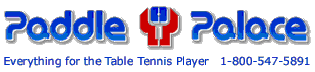 Paddle Palace
Everything for the Table Tennis Player 1-800-547-5891